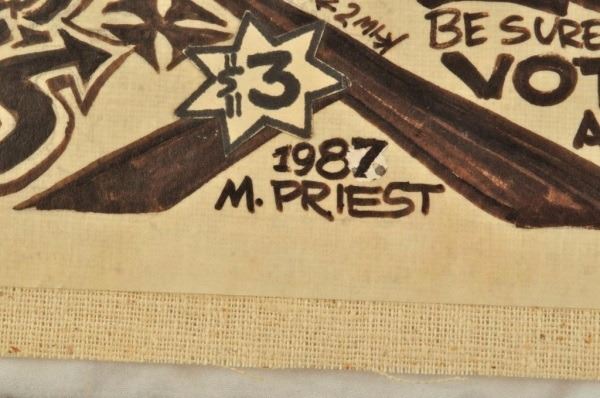 BE SURE
VOT
A
$3
1987.
M. PRIEST